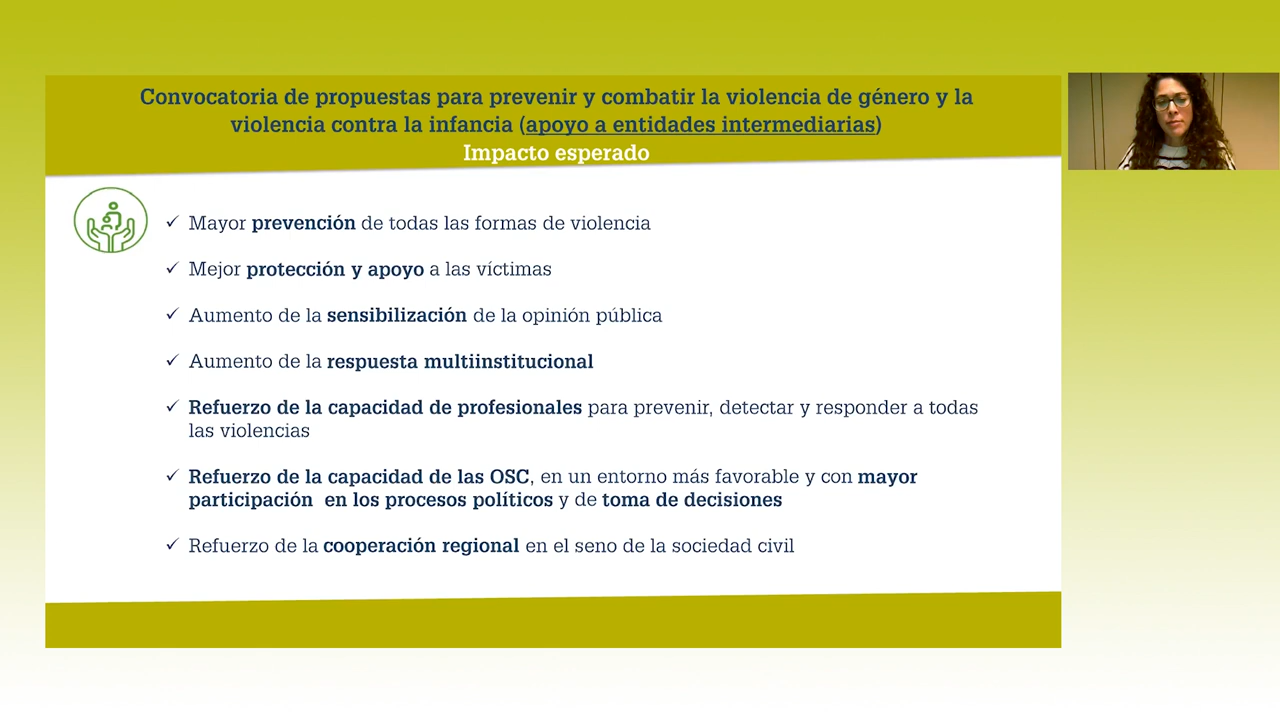 Convocatoria de propuestas para prevenir y combatir la violencia de género y la
violencia contra la infancia (apoyo a entidades intermediarias)
Impacto esperado
✓ Mayor prevención de todas las formas de violencia
✓ Mejor protección y apoyo a las víctimas
✓ Aumento de la sensibilización de la opinión pública
✓ Aumento de la respuesta multiinstitucional
✓ Refuerzo de la capacidad de profesionales para prevenir, detectar y responder a todas
las violencias
✓ Refuerzo de la capacidad de las OSC, en un entorno más favorable y con mayor
participación en los procesos políticos y de toma de decisiones
✓ Refuerzo de la cooperación regional en el seno de la sociedad civil